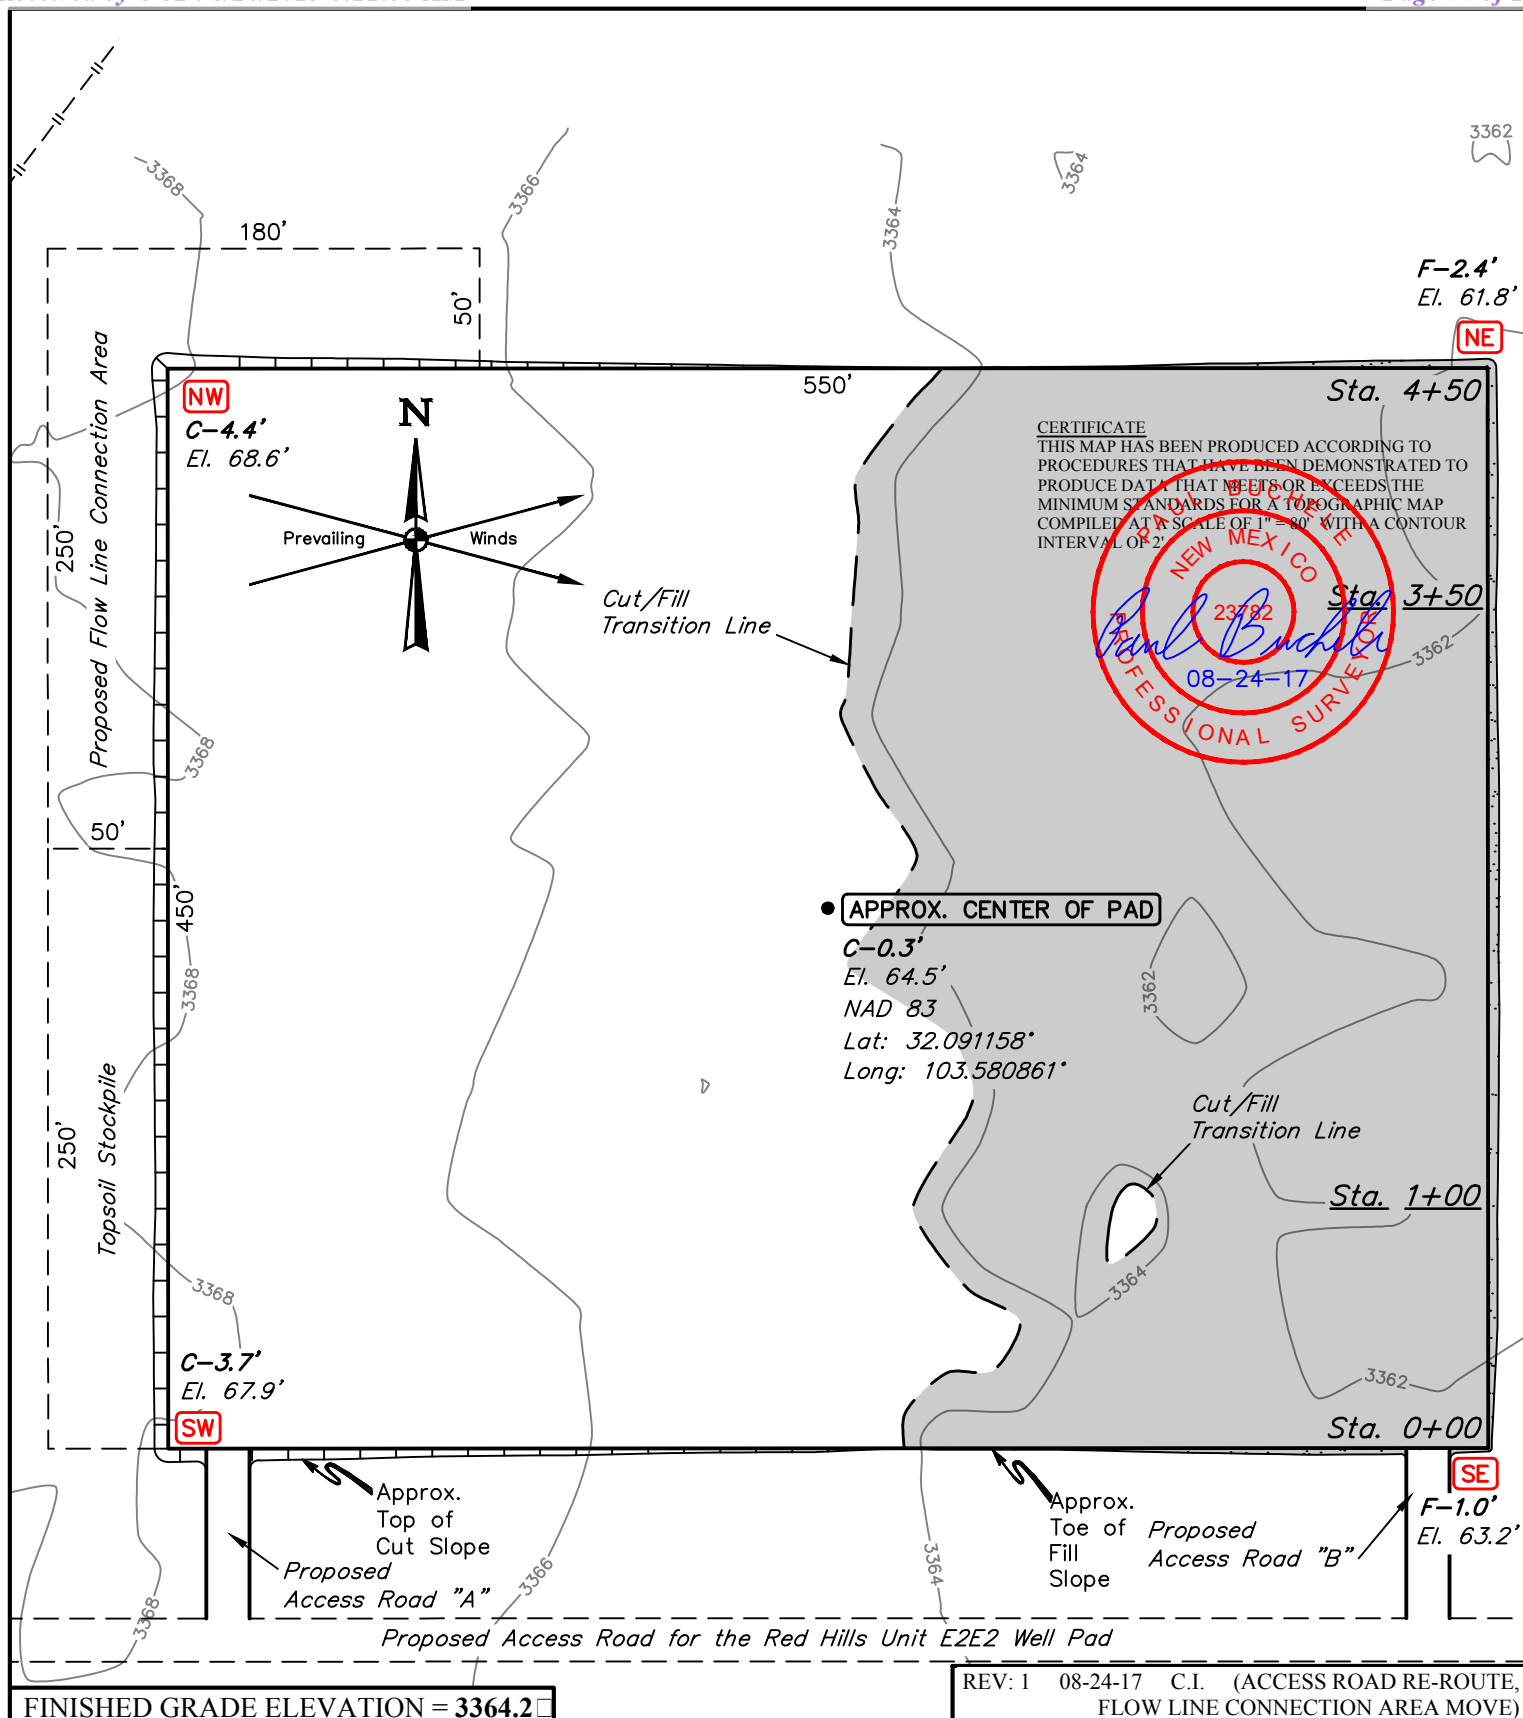 3368
3366
3364
3364
3362
180'
50'
F-2.4'
El. 61.8'
NE
Proposed Flow Line Connection Area
250'
NW
C-4.4'
El. 68.6'
N
Prevailing
Winds
550'
Sta. 4+50
CERTIFICATE
THIS MAP HAS BEEN PRODUCED ACCORDING TO
PROCEDURES THAT HAVE BEEN DEMONSTRATED TO
PRODUCE DATA THAT MEETS OR EXCEEDS THE
MINIMUM STANDARDS FOR A TOPOGRAPHIC MAP
COMPILED AT A SCALE OF 1" = 80' WITH A CONTOUR
INTERVAL OF 2'.
PAUL BUCHELE
NEW MEXICO
23782
Paul Buchele
08-24-17
PROFESSIONAL SURVEYOR
Cut/Fill
Transition Line
Sta. 3+50
3362
3368
50'
450'
3368
APPROX. CENTER OF PAD
C-0.3'
El. 64.5'
NAD 83
Lat: 32.091158°
Long: 103.580861°
3362
Topsoil Stockpile
250'
Cut/Fill
Transition Line
Sta. 1+00
3364
3368
C-3.7'
El. 67.9'
SW
3362
Sta. 0+00
SE
F-1.0'
El. 63.2'
Approx.
Top of
Cut Slope
Proposed
Access Road "A"
3366
3364
Approx.
Toe of
Fill
Slope
Proposed
Access Road "B"
3368
Proposed Access Road for the Red Hills Unit E2E2 Well Pad
REV: 1 08-24-17 C.I. (ACCESS ROAD RE-ROUTE,
FLOW LINE CONNECTION AREA MOVE)
FINISHED GRADE ELEVATION = 3364.2